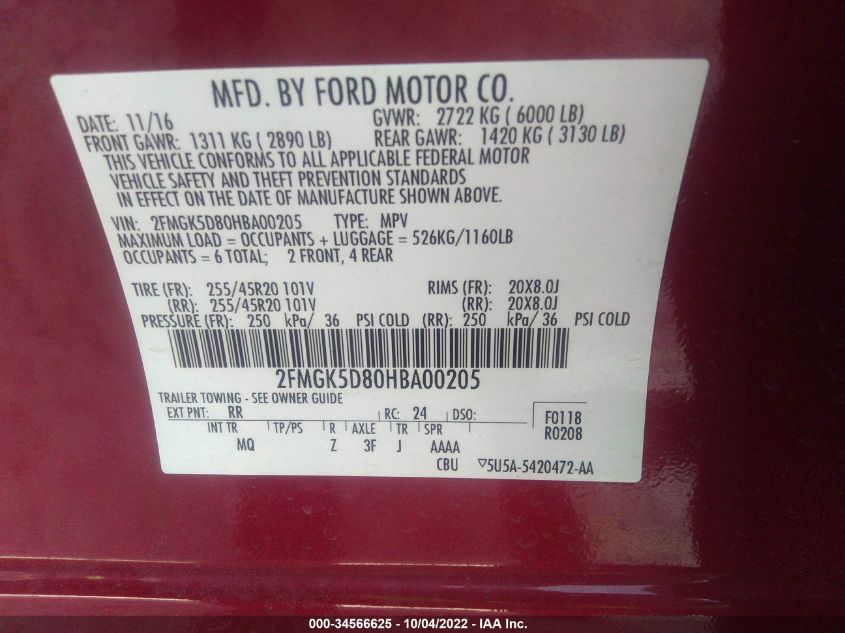 MFD. BY FORD MOTOR CO.
DATE: 11/16 GVWR: 2722 KG ( 6000 LB)
FRONT GAWR: 1311 KG ( 2890 LB) REAR GAWR: 1420 KG ( 3130 LB)
THIS VEHICLE CONFORMS TO ALL APPLICABLE FEDERAL MOTOR
VEHICLE SAFETY AND THEFT PREVENTION STANDARDS
IN EFFECT ON THE DATE OF MANUFACTURE SHOWN ABOVE.
VIN: 2FMGK5D80HBA00205 TYPE: MPV
MAXIMUM LOAD = OCCUPANTS + LUGGAGE = 526KG/1160LB
OCCUPANTS = 6 TOTAL; 2 FRONT, 4 REAR
TIRE (FR): 255/45R20 101V RIMS (FR): 20X8.0J
(RR): 255/45R20 101V (RR): 20X8.0J
PRESSURE (FR): 250 kPa/ 36 PSI COLD (RR): 250 kPa/ 36 PSI COLD
2FMGK5D80HBA00205
TRAILER TOWING - SEE OWNER GUIDE
EXT PNT: RR RC: 24 DSO: F0118
INT TR TP/PS R AXLE TR SPR R0208
MQ Z 3F J AAAA
CBU 5U5A-5420472-AA
000-34566625 - 10/04/2022 - IAA Inc.